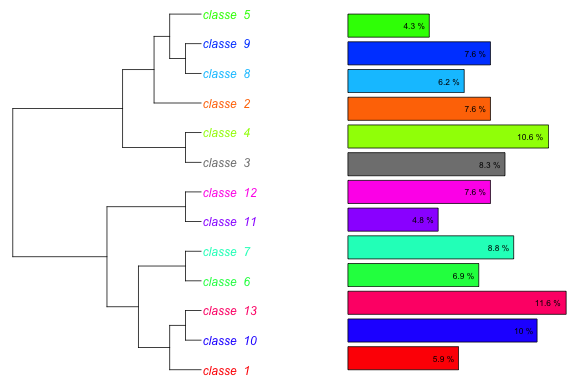 classe 5 4.3 %
classe 9 7.6 %
classe 8 6.2 %
classe 2 7.6 %
classe 4 10.6 %
classe 3 8.3 %
classe 12 7.6 %
classe 11 4.8 %
classe 7 8.8 %
classe 6 6.9 %
classe 13 11.6 %
classe 10 10 %
classe 1 5.9 %